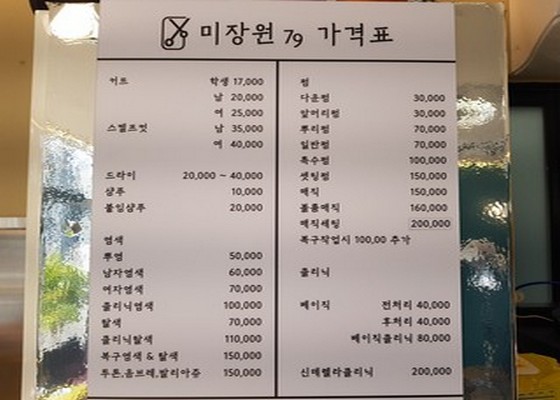 미장원 79 가격표
커트 학생 17,000
남 20,000
여 25,000
스펠프컷 남 35,000
여 40,000
드라이 20,000 ~ 40,000
샴푸 10,000
붙임샴푸 20,000
염색
뿌염 50,000
남자염색 60,000
여자염색 70,000
클리닉염색 100,000
탈색 70,000
클리닉탈색 110,000
복구염색 & 탈색 150,000
투톤,옴브레,발리아쥬 150,000
펌
다운펌 30,000
앞머리펌 30,000
뿌리펌 70,000
일반펌 70,000
특수펌 100,000
셋팅펌 150,000
매직 150,000
볼륨매직 160,000
매직세팅 200,000
복구작업시 100,00 추가
클리닉
베이직 전처리 40,000
후처리 40,000
베이직클리닉 80,000
신데렐라클리닉 200,000